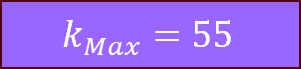 k_Max = 55